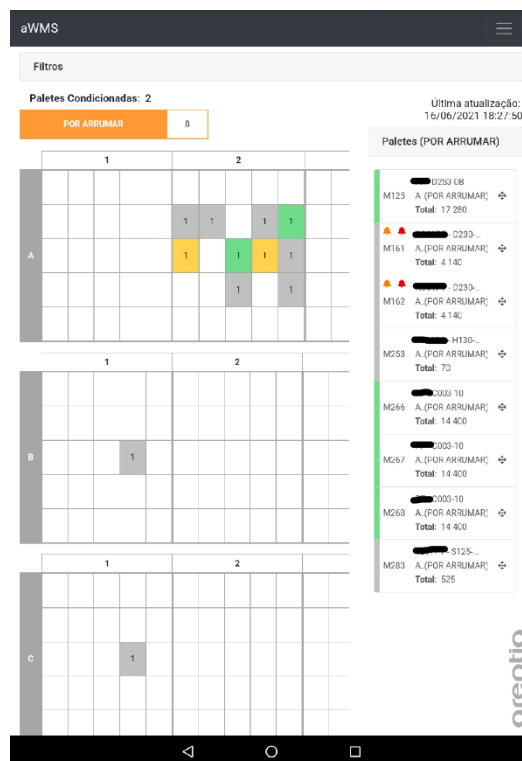 aWMS
Filtros
Paletes Condicionadas: 2
POR ARRUMAR 8
Última atualização:
16/06/2021 18:27:50
Paletes (POR ARRUMAR)
1 2
A
1 1 1 1
1 1 1 1
1 1
1 2
B
1
1 2
C
1
D253 0B
M125 A (POR ARRUMAR)
Total: 17 280
- D230-...
M161 A..(POR ARRUMAR)
Total: 4 140
- D230-...
M162 A..(POR ARRUMAR)
Total: 4 140
- H130-...
M253 A..(POR ARRUMAR)
Total: 70
C003 10
M266 A..(POR ARRUMAR)
Total: 14 400
C003-10
M267 A..(POR ARRUMAR)
Total: 14 400
C003-10
M268 A..(POR ARRUMAR)
Total: 14 400
- S125-...
M283 A..(POR ARRUMAR)
Total: 525